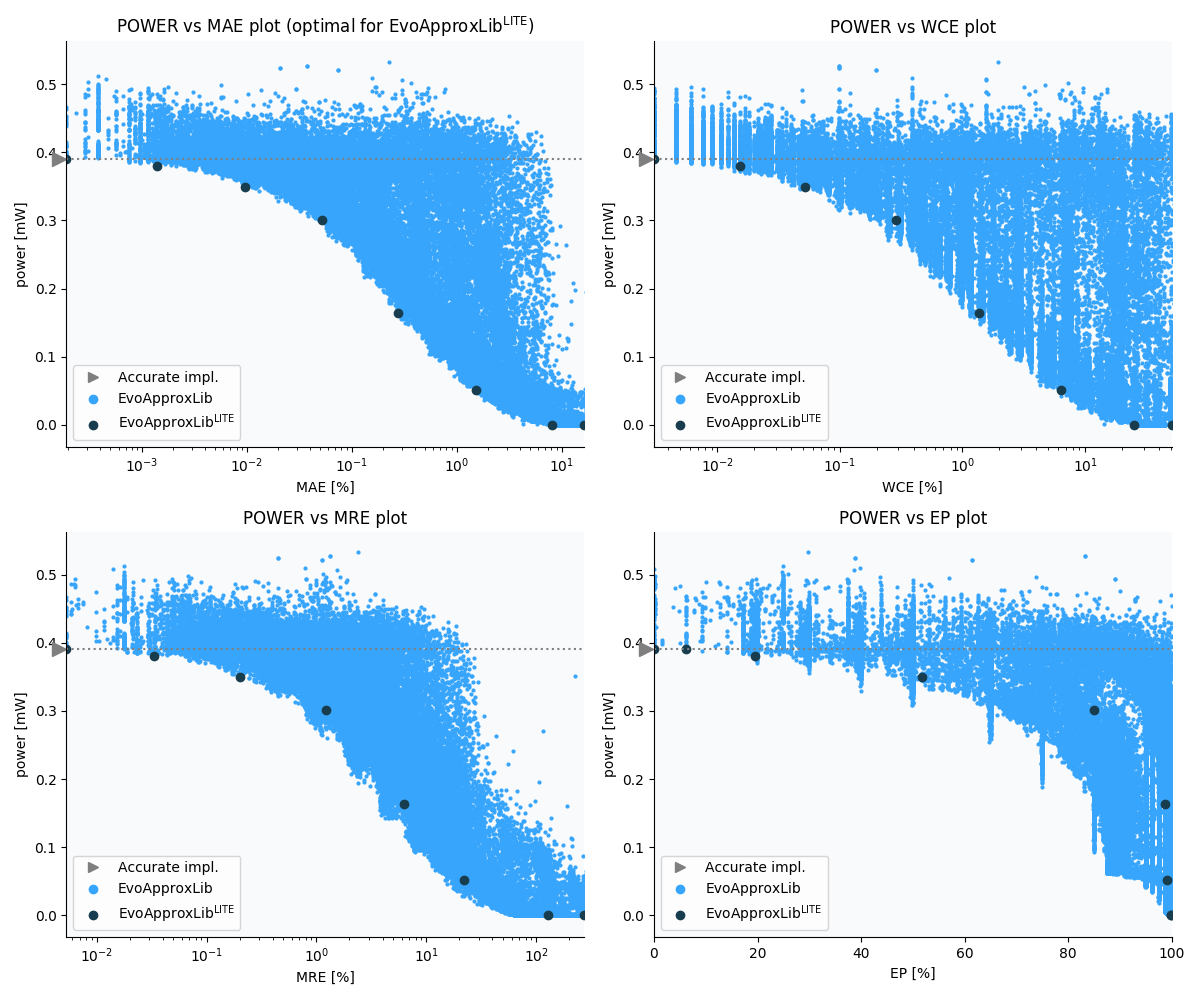 POWER vs MAE plot (optimal for EvoApproxLib^LITE)
power [mW]
0.5
0.4
0.3
0.2
0.1
0.0
Accurate impl.
EvoApproxLib
EvoApproxLib^LITE
10^−3 10^−2 10^−1 10^0 10^1
MAE [%]
POWER vs WCE plot
power [mW]
0.5
0.4
0.3
0.2
0.1
0.0
Accurate impl.
EvoApproxLib
EvoApproxLib^LITE
10^−2 10^−1 10^0 10^1
WCE [%]
POWER vs MRE plot
power [mW]
0.5
0.4
0.3
0.2
0.1
0.0
Accurate impl.
EvoApproxLib
EvoApproxLib^LITE
10^−2 10^−1 10^0 10^1 10^2
MRE [%]
POWER vs EP plot
power [mW]
0.5
0.4
0.3
0.2
0.1
0.0
Accurate impl.
EvoApproxLib
EvoApproxLib^LITE
0 20 40 60 80 100
EP [%]